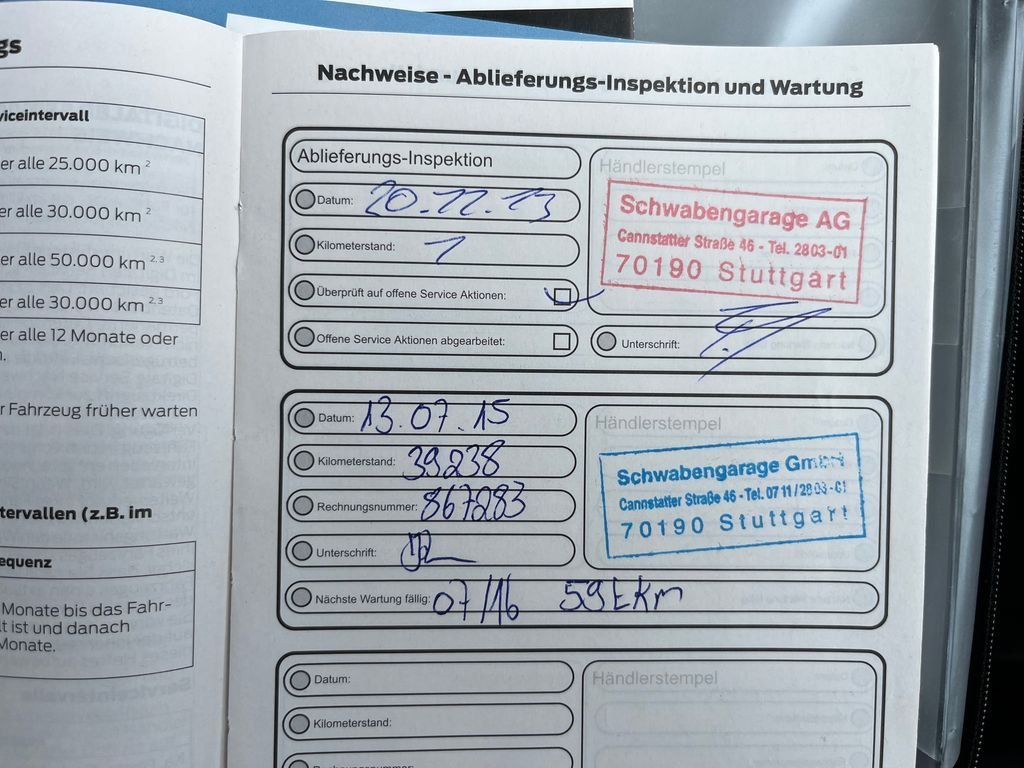 gs
viceintervall
er alle 25.000 km ²
er alle 30.000 km ²
er alle 50.000 km ²,³
er alle 30.000 km ²,³
er alle 12 Monate oder
n.
r Fahrzeug früher warten
tervallen (z.B. im
equenz
Monate bis das Fahr-
lt ist und danach
Monate.
Nachweise - Ablieferungs-Inspektion und Wartung
Ablieferungs-Inspektion
Datum: 20.11.13
Kilometerstand: 1
Überprüft auf offene Service Aktionen:
Offene Service Aktionen abgearbeitet:
Händlerstempel
Schwabengarage AG
Cannstatter Straße 46 - Tel. 2803-01
70190 Stuttgart
Unterschrift:
Datum: 13.07.15
Kilometerstand: 39238
Rechnungsnummer: 867283
Unterschrift:
Nächste Wartung fällig: 07/16 59tkm
Händlerstempel
Schwabengarage GmbH
Cannstatter Straße 46 - Tel. 07 11 / 28 03 - 01
70190 Stuttgart
Datum:
Kilometerstand:
Rechnungsnummer:
Händlerstempel